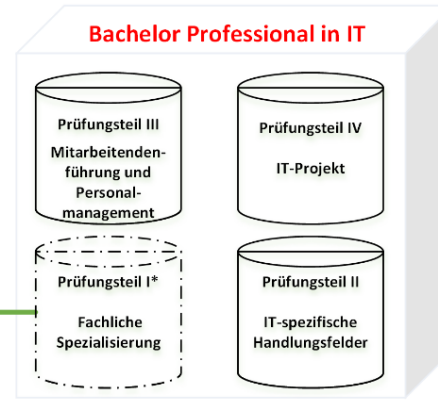 Bachelor Professional in IT
Prüfungsteil III
Mitarbeitenden-
führung und
Personal-
management
Prüfungsteil IV
IT-Projekt
Prüfungsteil I*
Fachliche
Spezialisierung
Prüfungsteil II
IT-spezifische
Handlungsfelder